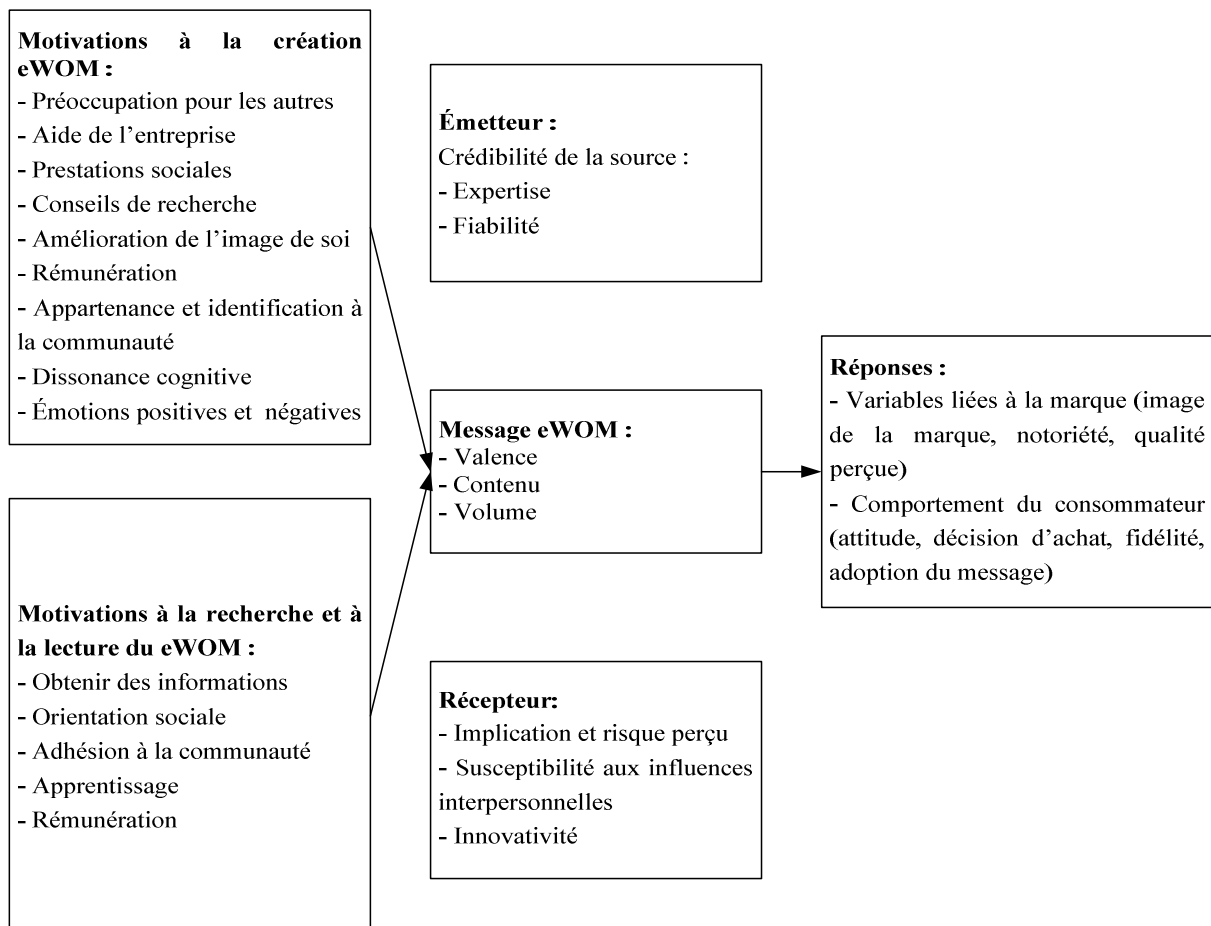 Motivations à la création
eWOM :
- Préoccupation pour les autres
- Aide de l’entreprise
- Prestations sociales
- Conseils de recherche
- Amélioration de l’image de soi
- Rémunération
- Appartenance et identification à
la communauté
- Dissonance cognitive
- Émotions positives et négatives
Motivations à la recherche et à
la lecture du eWOM :
- Obtenir des informations
- Orientation sociale
- Adhésion à la communauté
- Apprentissage
- Rémunération
Émetteur :
Crédibilité de la source :
- Expertise
- Fiabilité
Message eWOM :
- Valence
- Contenu
- Volume
Récepteur:
- Implication et risque perçu
- Susceptibilité aux influences
interpersonnelles
- Innovativité
Réponses :
- Variables liées à la marque (image
de la marque, notoriété, qualité
perçue)
- Comportement du consommateur
(attitude, décision d’achat, fidélité,
adoption du message)